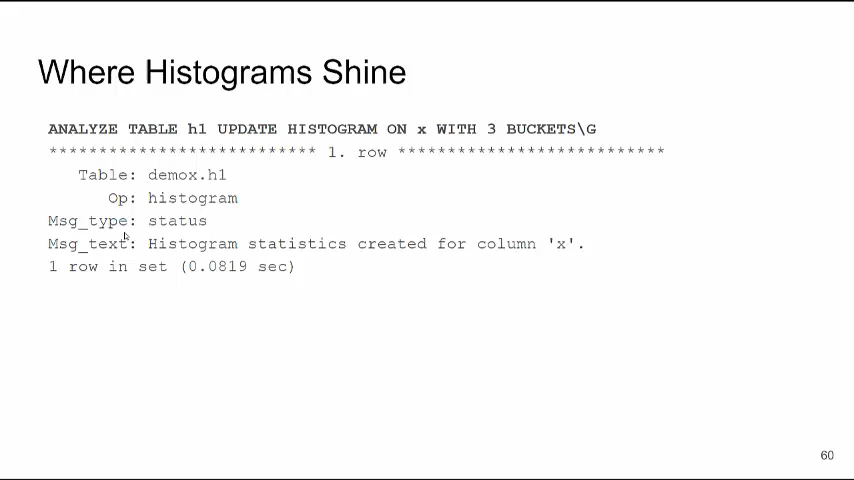 Where Histograms Shine
ANALYZE TABLE h1 UPDATE HISTOGRAM ON x WITH 3 BUCKETS\G
*************************** 1. row ***************************
Table: demox.h1
Op: histogram
Msg_type: status
Msg_text: Histogram statistics created for column 'x'.
1 row in set (0.0819 sec)
60